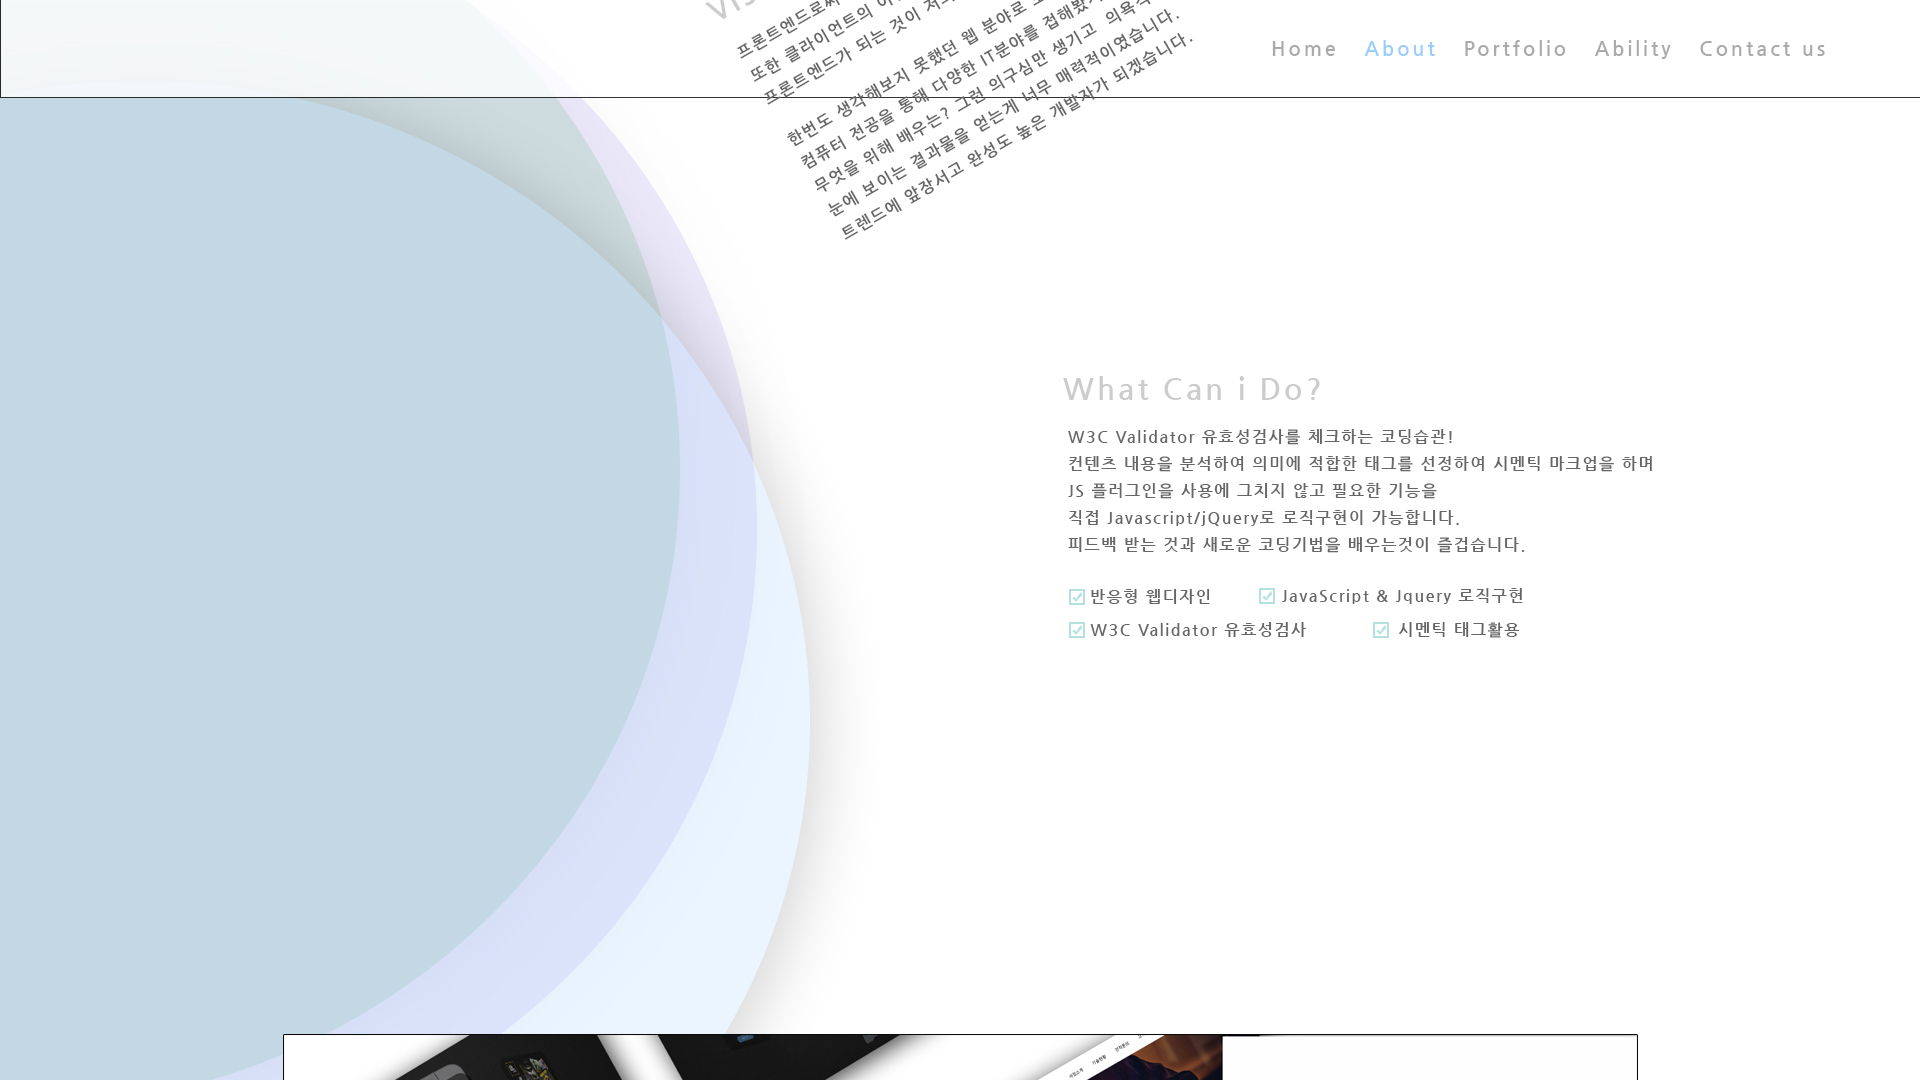 Home About Portfolio Ability Contact us
프론트엔드로써
또한 클라이언트의
프론트엔드가 되는 것이
한번도 생각해보지 못했던 웹 분야로
컴퓨터 전공을 통해 다양한 IT분야를 접해봤
무엇을 위해 배우는? 그런 의구심만 생기고 의욕적
눈에 보이는 결과물을 얻는게 너무 매력적이였습니다.
트렌드에 앞장서고 완성도 높은 개발자가 되겠습니다.
What Can i Do?
W3C Validator 유효성검사를 체크하는 코딩습관!
컨텐츠 내용을 분석하여 의미에 적합한 태그를 선정하여 시멘틱 마크업을 하며
JS 플러그인을 사용에 그치지 않고 필요한 기능을
직접 Javascript/jQuery로 로직구현이 가능합니다.
피드백 받는 것과 새로운 코딩기법을 배우는것이 즐겁습니다.
반응형 웹디자인
JavaScript & Jquery 로직구현
W3C Validator 유효성검사
시멘틱 태그활용